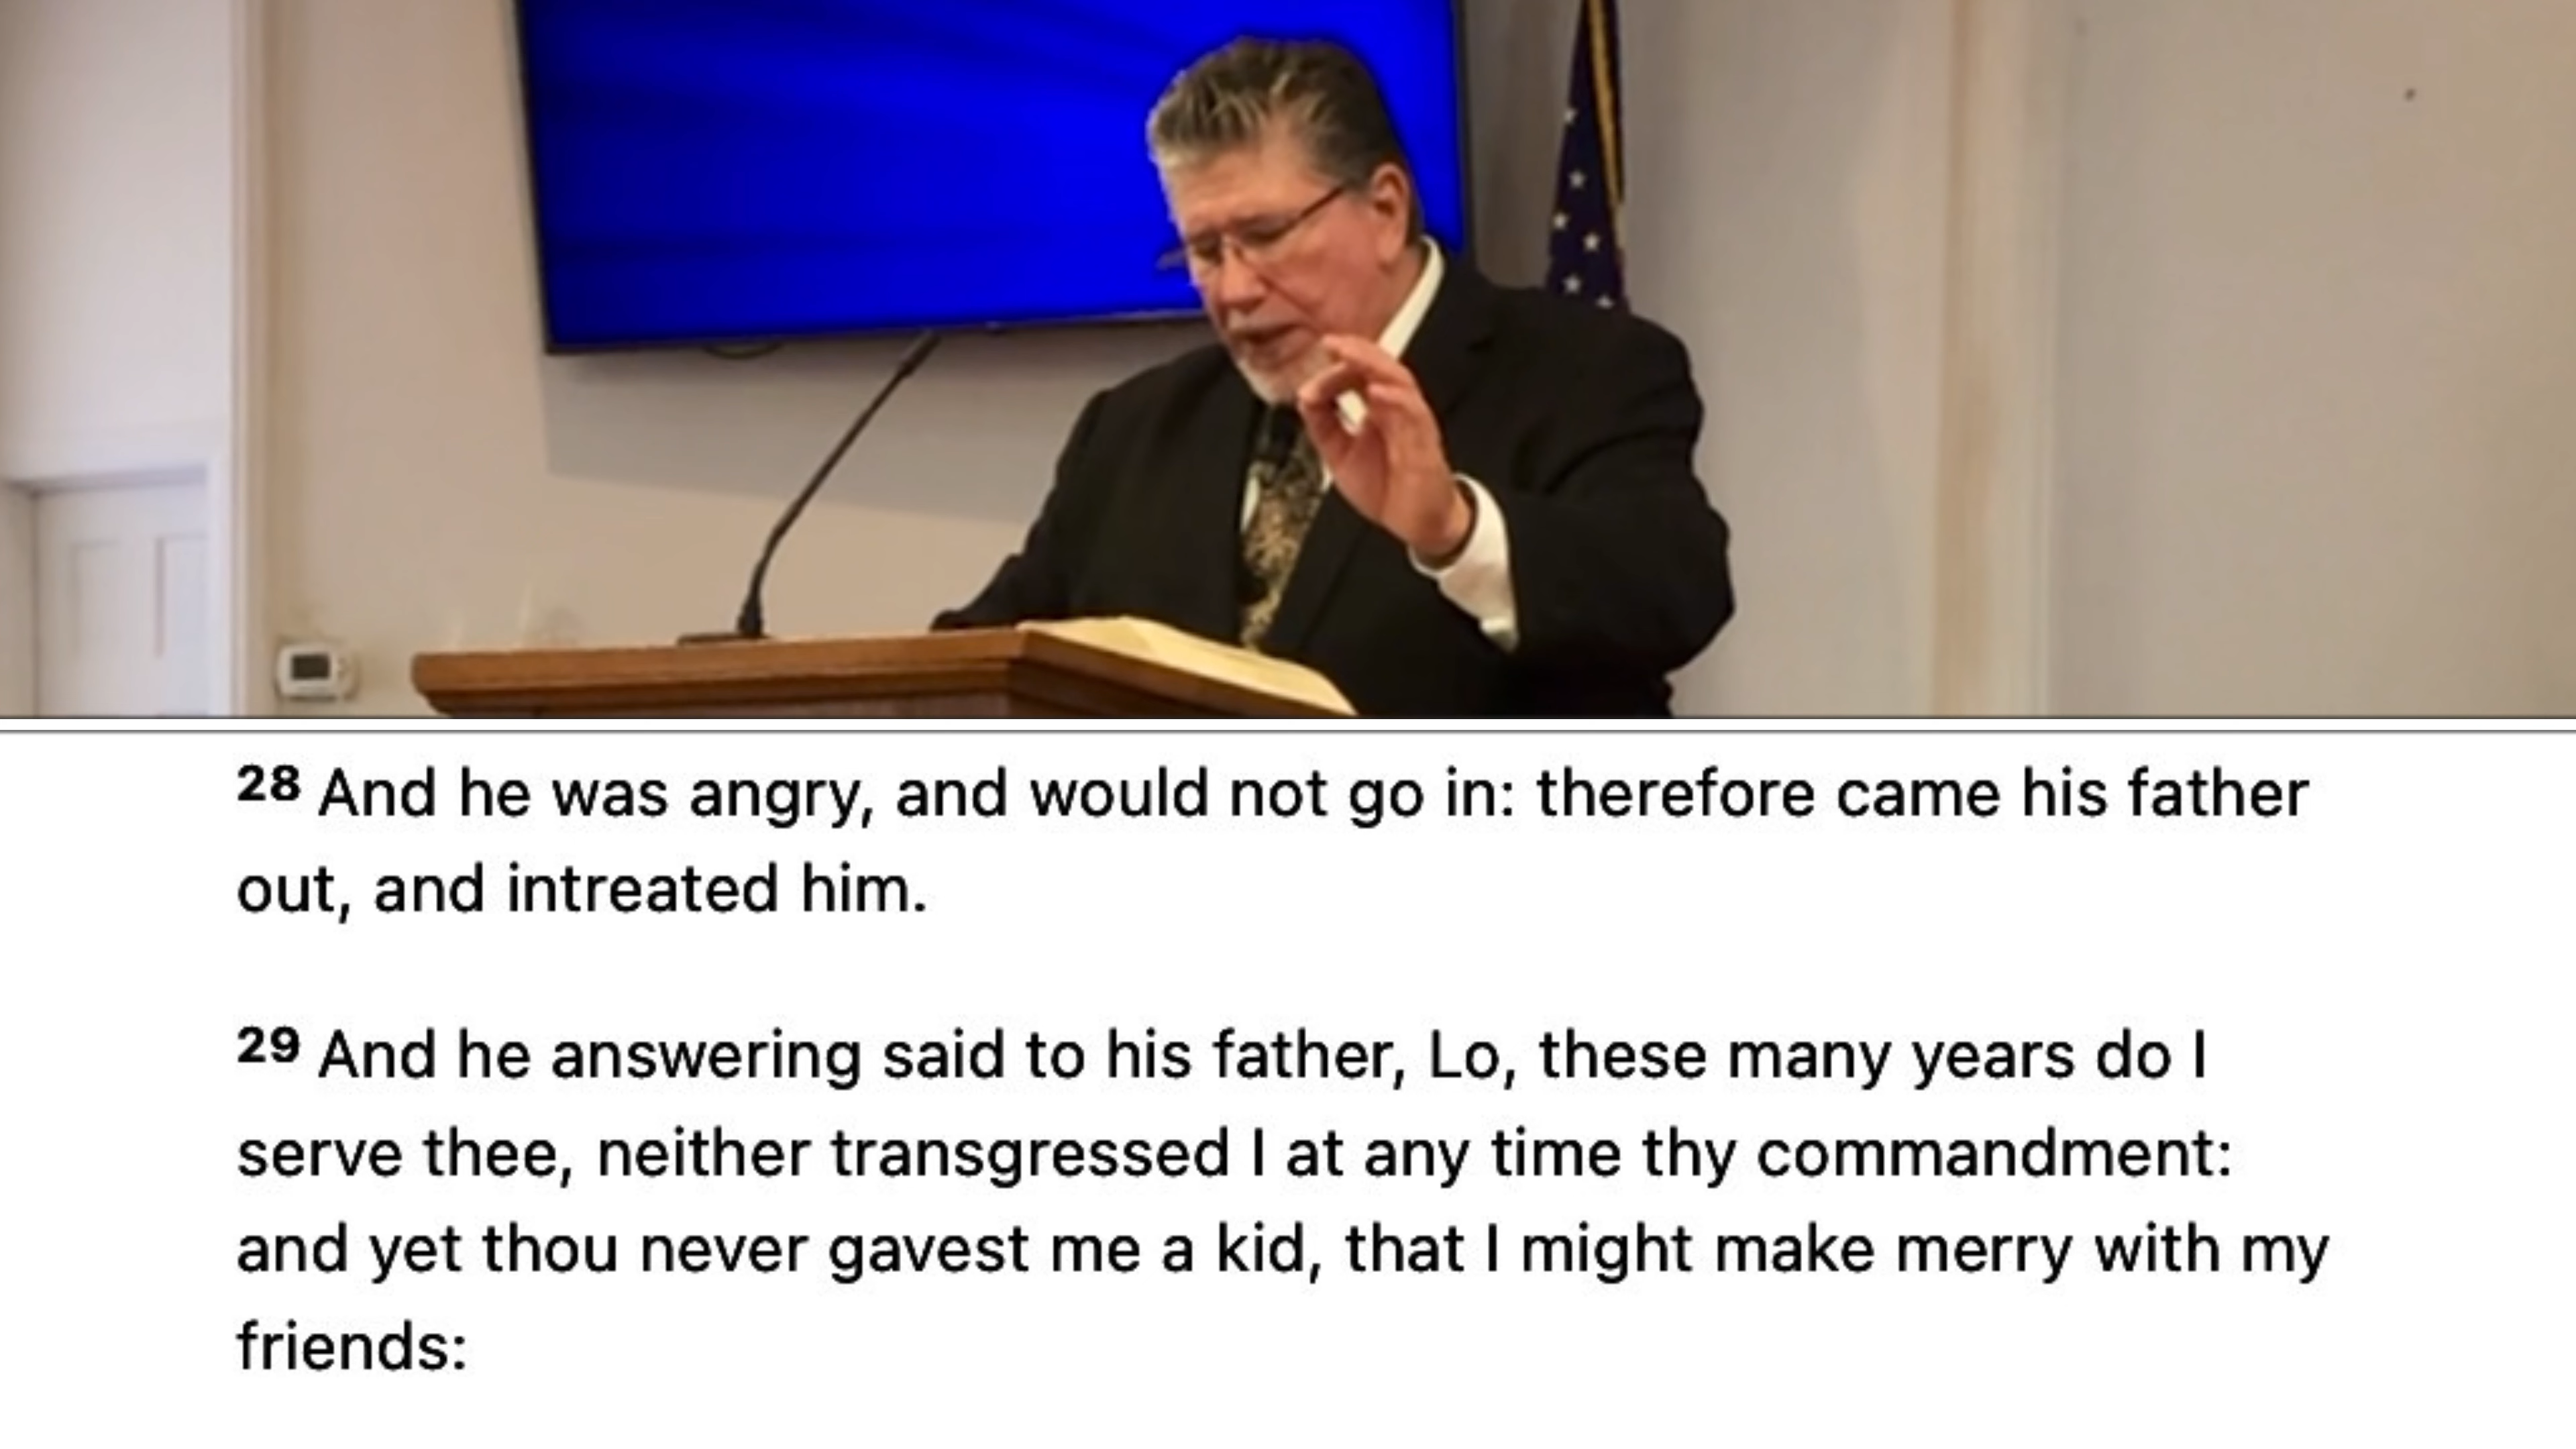 28 And he was angry, and would not go in: therefore came his father
out, and intreated him.
29 And he answering said to his father, Lo, these many years do I
serve thee, neither transgressed I at any time thy commandment:
and yet thou never gavest me a kid, that I might make merry with my
friends: